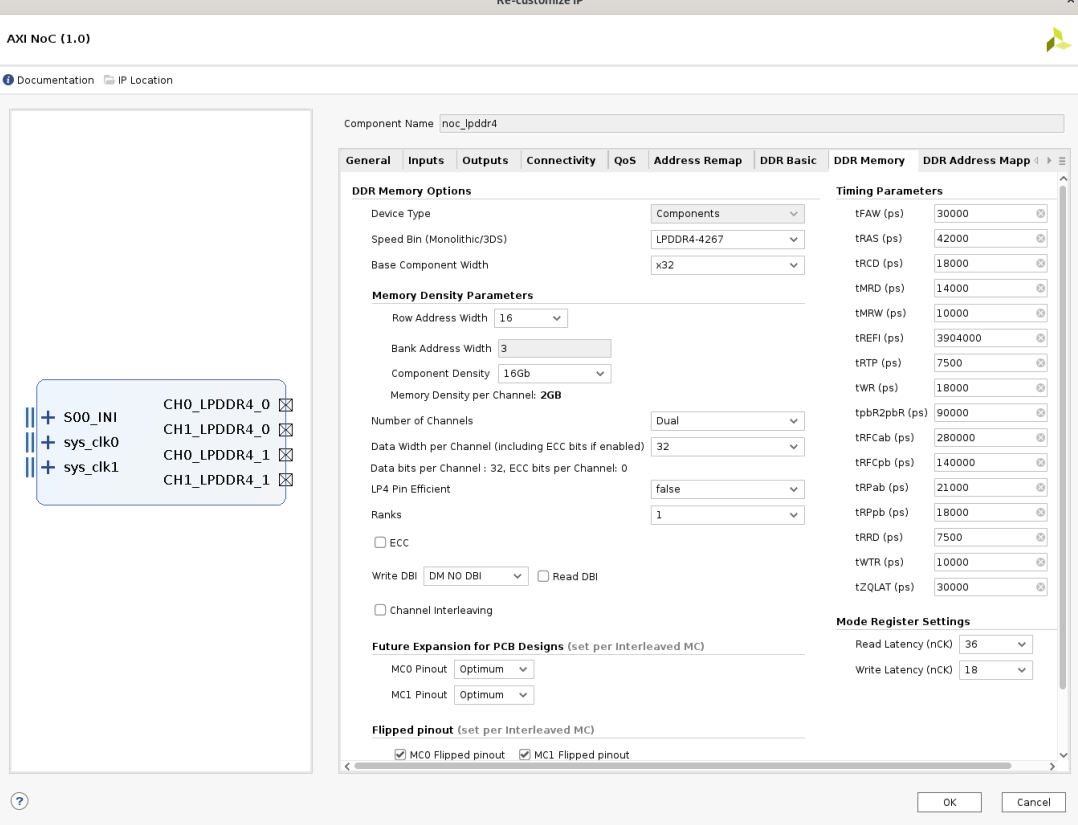 Re-customize IP
AXI NoC (1.0)
Documentation IP Location
Component Name noc_lpddr4
General Inputs Outputs Connectivity QoS Address Remap DDR Basic DDR Memory DDR Address Mapp
S00_INI
sys_clk0
sys_clk1
CH0_LPDDR4_0
CH1_LPDDR4_0
CH0_LPDDR4_1
CH1_LPDDR4_1
DDR Memory Options
Device Type Components
Speed Bin (Monolithic/3DS) LPDDR4-4267
Base Component Width x32
Memory Density Parameters
Row Address Width 16
Bank Address Width 3
Component Density 16Gb
Memory Density per Channel: 2GB
Number of Channels Dual
Data Width per Channel (including ECC bits if enabled) 32
Data bits per Channel : 32, ECC bits per Channel: 0
LP4 Pin Efficient false
Ranks 1
ECC
Write DBI DM NO DBI Read DBI
Channel Interleaving
Future Expansion for PCB Designs (set per Interleaved MC)
MC0 Pinout Optimum
MC1 Pinout Optimum
Flipped pinout (set per Interleaved MC)
MC0 Flipped pinout MC1 Flipped pinout
Timing Parameters
tFAW (ps) 30000
tRAS (ps) 42000
tRCD (ps) 18000
tMRD (ps) 14000
tMRW (ps) 10000
tREFI (ps) 3904000
tRTP (ps) 7500
tWR (ps) 18000
tpbR2pbR (ps) 90000
tRFCab (ps) 280000
tRFCpb (ps) 140000
tRPab (ps) 21000
tRPpb (ps) 18000
tRRD (ps) 7500
tWTR (ps) 10000
tZQLAT (ps) 30000
Mode Register Settings
Read Latency (nCK) 36
Write Latency (nCK) 18
? OK Cancel